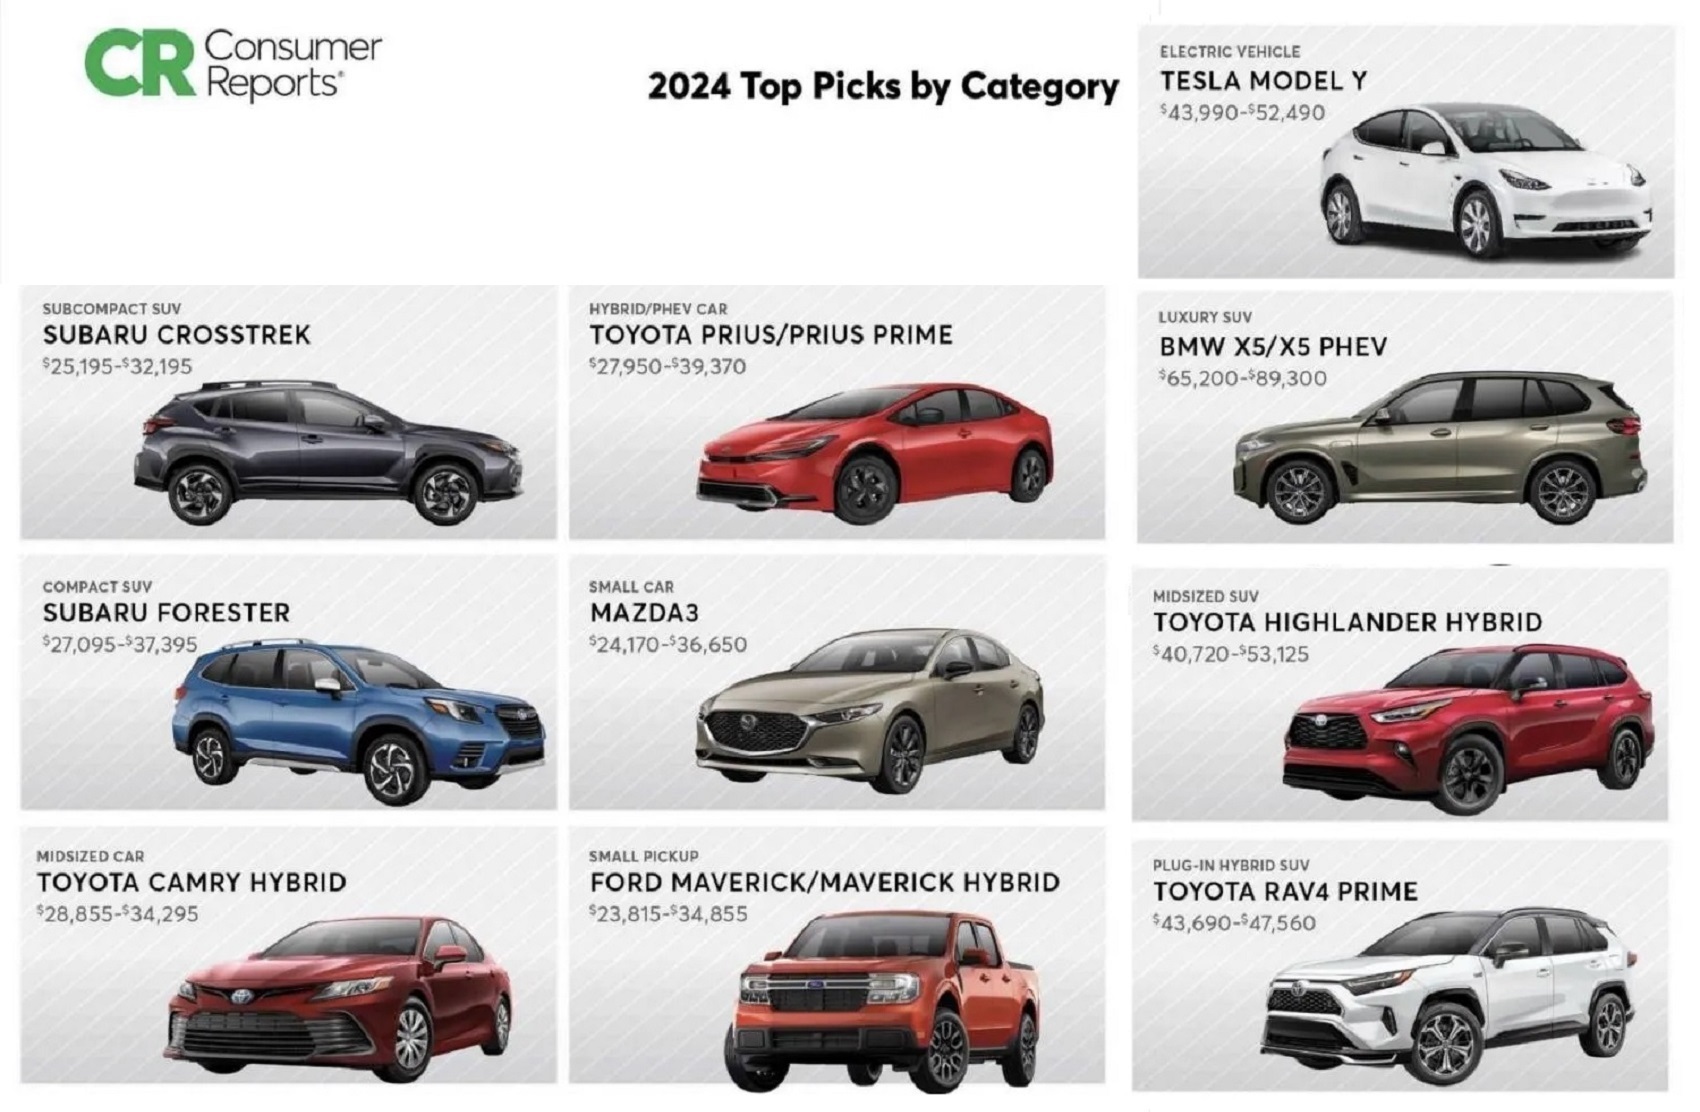 CR Consumer
Reports®
2024 Top Picks by Category
ELECTRIC VEHICLE
TESLA MODEL Y
$43,990-$52,490
SUBCOMPACT SUV
SUBARU CROSSTREK
$25,195-$32,195
HYBRID/PHEV CAR
TOYOTA PRIUS/PRIUS PRIME
$27,950-$39,370
LUXURY SUV
BMW X5/X5 PHEV
$65,200-$89,300
COMPACT SUV
SUBARU FORESTER
$27,095-$37,395
SMALL CAR
MAZDA3
$24,170-$36,650
MIDSIZED SUV
TOYOTA HIGHLANDER HYBRID
$40,720-$53,125
MIDSIZED CAR
TOYOTA CAMRY HYBRID
$28,855-$34,295
SMALL PICKUP
FORD MAVERICK/MAVERICK HYBRID
$23,815-$34,855
PLUG-IN HYBRID SUV
TOYOTA RAV4 PRIME
$43,690-$47,560